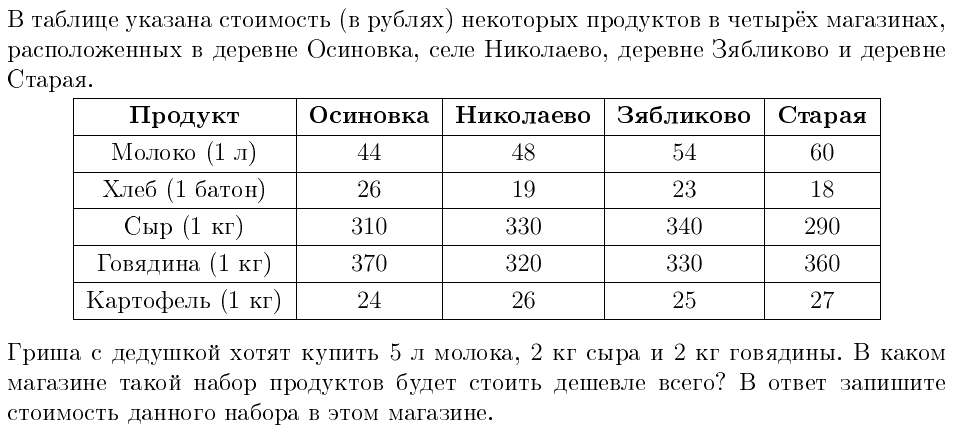 В таблице указана стоимость (в рублях) некоторых продуктов в четырёх магазинах,
расположенных в деревне Осиновка, селе Николаево, деревне Зябликово и деревне
Старая.
Продукт Осиновка Николаево Зябликово Старая
Молоко (1 л) 44 48 54 60
Хлеб (1 батон) 26 19 23 18
Сыр (1 кг) 310 330 340 290
Говядина (1 кг) 370 320 330 360
Картофель (1 кг) 24 26 25 27
Гриша с дедушкой хотят купить 5 л молока, 2 кг сыра и 2 кг говядины. В каком
магазине такой набор продуктов будет стоить дешевле всего? В ответ запишите
стоимость данного набора в этом магазине.